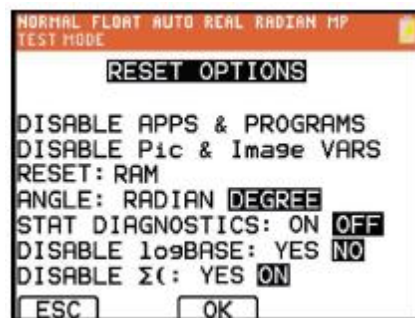 NORMAL FLOAT AUTO REAL RADIAN MP
TEST MODE
RESET OPTIONS
DISABLE APPS & PROGRAMS
DISABLE Pic & Image VARS
RESET: RAM
ANGLE: RADIAN DEGREE
STAT DIAGNOSTICS: ON OFF
DISABLE logBASE: YES NO
DISABLE Σ(: YES ON
ESC OK